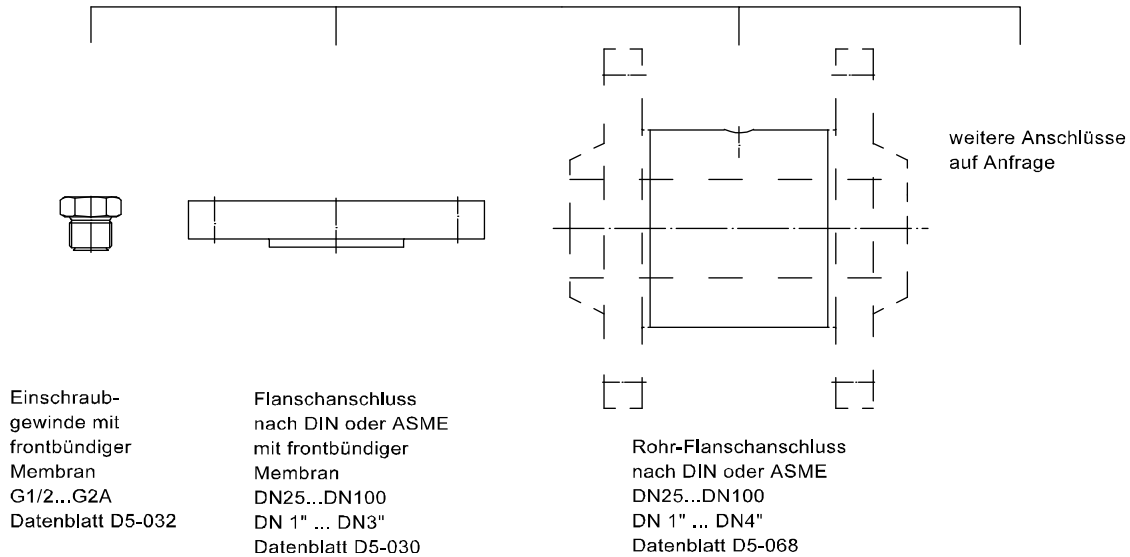 weitere Anschlüsse
auf Anfrage
Einschraub-
gewinde mit
frontbündiger
Membran
G1/2...G2A
Datenblatt D5-032
Flanschanschluss
nach DIN oder ASME
mit frontbündiger
Membran
DN25...DN100
DN 1" ... DN3"
Datenblatt D5-030
Rohr-Flanschanschluss
nach DIN oder ASME
DN25...DN100
DN 1" ... DN4"
Datenblatt D5-068